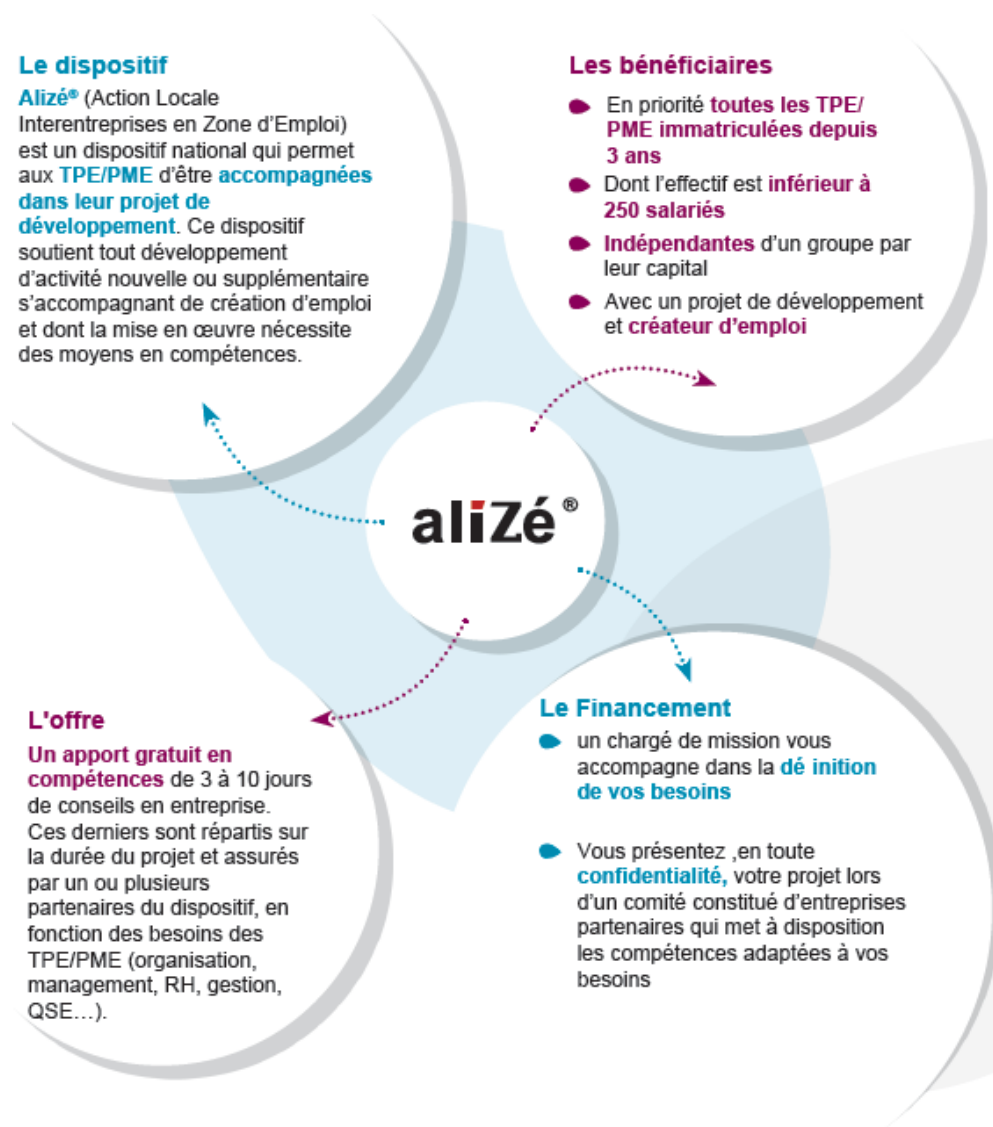 Le dispositif
Alizé® (Action Locale
Interentreprises en Zone d'Emploi)
est un dispositif national qui permet
aux TPE/PME d'être accompagnées
dans leur projet de
développement. Ce dispositif
soutient tout développement
d'activité nouvelle ou supplémentaire
s'accompagnant de création d'emploi
et dont la mise en œuvre nécessite
des moyens en compétences.
Les bénéficiaires
En priorité toutes les TPE/
PME immatriculées depuis
3 ans
Dont l'effectif est inférieur à
250 salariés
Indépendantes d'un groupe par
leur capital
Avec un projet de développement
et créateur d'emploi
aliZé®
L'offre
Un apport gratuit en
compétences de 3 à 10 jours
de conseils en entreprise.
Ces derniers sont répartis sur
la durée du projet et assurés
par un ou plusieurs
partenaires du dispositif, en
fonction des besoins des
TPE/PME (organisation,
management, RH, gestion,
QSE…).
Le Financement
un chargé de mission vous
accompagne dans la dé inition
de vos besoins
Vous présentez ,en toute
confidentialité, votre projet lors
d'un comité constitué d'entreprises
partenaires qui met à disposition
les compétences adaptées à vos
besoins